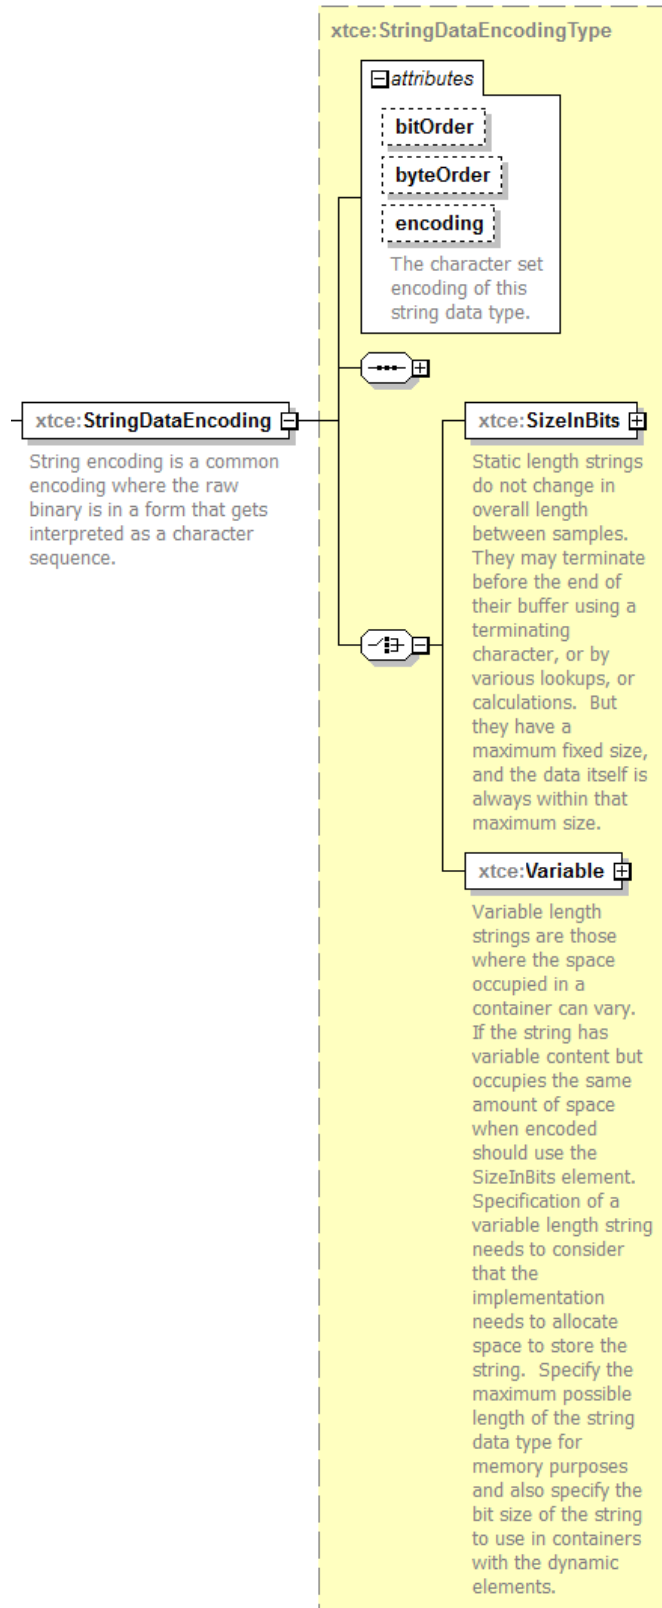 xtce:StringDataEncodingType
attributes
bitOrder
byteOrder
encoding
The character set
encoding of this
string data type.
xtce:StringDataEncoding
String encoding is a common
encoding where the raw
binary is in a form that gets
interpreted as a character
sequence.
xtce:SizeInBits
Static length strings
do not change in
overall length
between samples.
They may terminate
before the end of
their buffer using a
terminating
character, or by
various lookups, or
calculations.  But
they have a
maximum fixed size,
and the data itself is
always within that
maximum size.
xtce:Variable
Variable length
strings are those
where the space
occupied in a
container can vary.
If the string has
variable content but
occupies the same
amount of space
when encoded
should use the
SizeInBits element.
Specification of a
variable length string
needs to consider
that the
implementation
needs to allocate
space to store the
string.  Specify the
maximum possible
length of the string
data type for
memory purposes
and also specify the
bit size of the string
to use in containers
with the dynamic
elements.